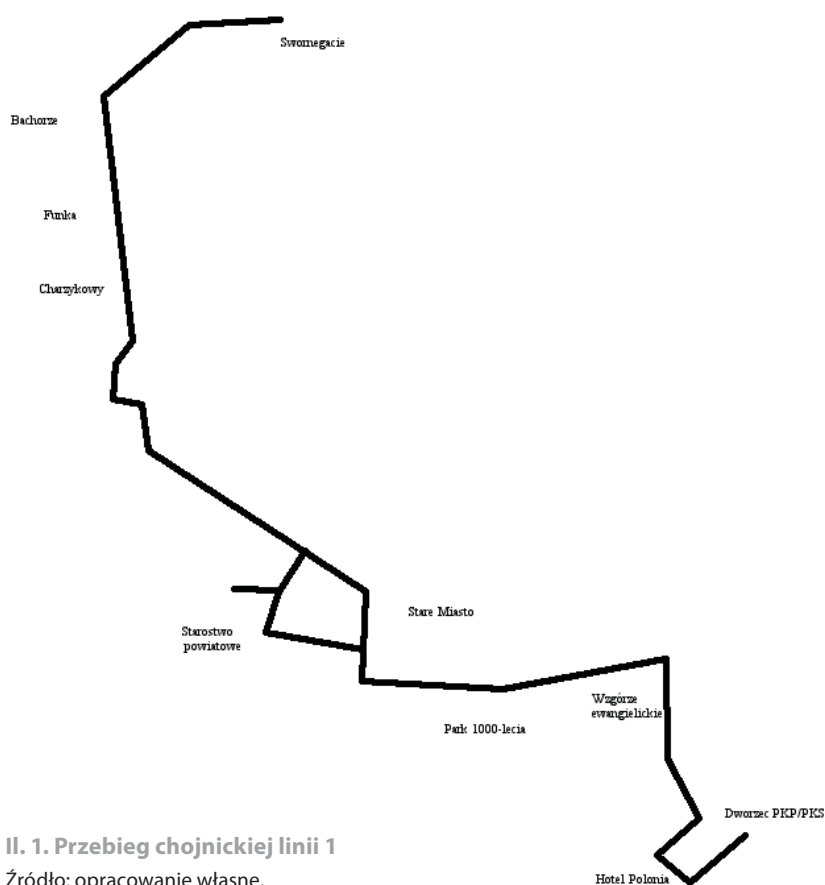 Swornegacie
Bachorze
Funka
Charzykowy
Stare Miasto
Starostwo
powiatowe
Wzgórze
ewangielickie
Park 1000-lecia
Dworzec PKP/PKS
Il. 1. Przebieg chojnickiej linii 1
Źródło: opracowanie własne.
Hotel Polonia